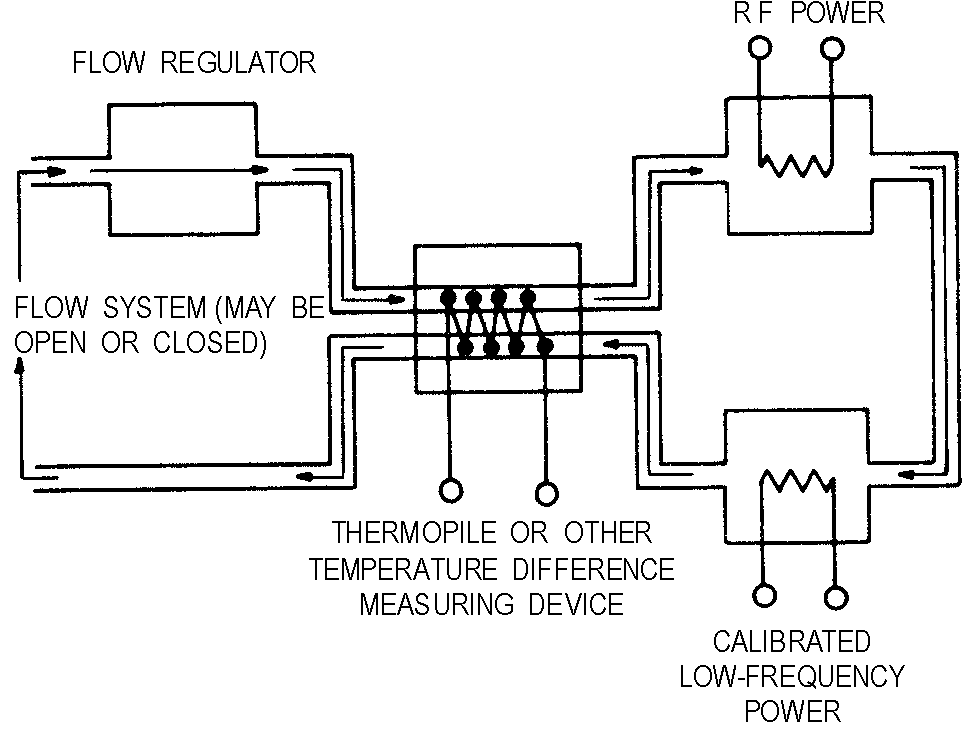 R F POWER
FLOW REGULATOR
FLOW SYSTEM (MAY BE
OPEN OR CLOSED)
THERMOPILE OR OTHER
TEMPERATURE DIFFERENCE
MEASURING DEVICE
CALIBRATED
LOW-FREQUENCY
POWER